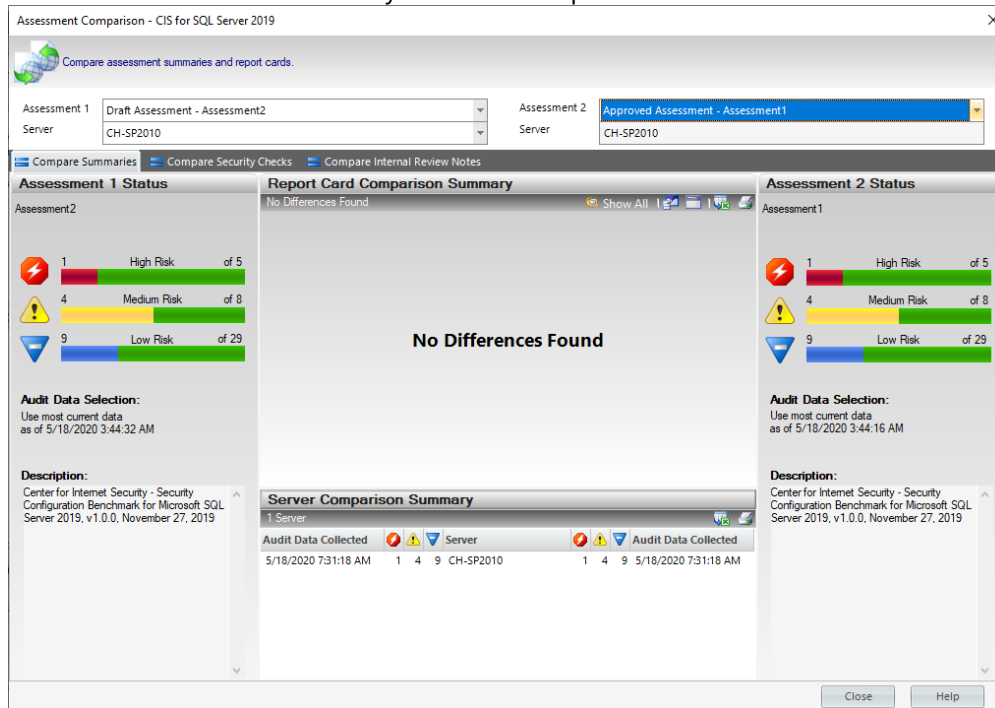 Assessment Comparison - CIS for SQL Server 2019
Compare assessment summaries and report cards.
Assessment 1 Draft Assessment - Assessment2 Assessment 2 Approved Assessment - Assessment1
Server CH-SP2010 Server CH-SP2010
Compare Summaries Compare Security Checks Compare Internal Review Notes
Assessment 1 Status
Assessment2
1 High Risk of 5
4 Medium Risk of 8
9 Low Risk of 29
Audit Data Selection:
Use most current data
as of 5/18/2020 3:44:32 AM
Description:
Center for Internet Security - Security
Configuration Benchmark for Microsoft SQL
Server 2019, v1.0.0, November 27, 2019
Report Card Comparison Summary
No Differences Found Show All
No Differences Found
Server Comparison Summary
1 Server
Audit Data Collected Server Audit Data Collected
5/18/2020 7:31:18 AM 1 4 9 CH-SP2010 1 4 9 5/18/2020 7:31:18 AM
Assessment 2 Status
Assessment1
1 High Risk of 5
4 Medium Risk of 8
9 Low Risk of 29
Audit Data Selection:
Use most current data
as of 5/18/2020 3:44:16 AM
Description:
Center for Internet Security - Security
Configuration Benchmark for Microsoft SQL
Server 2019, v1.0.0, November 27, 2019
Close Help